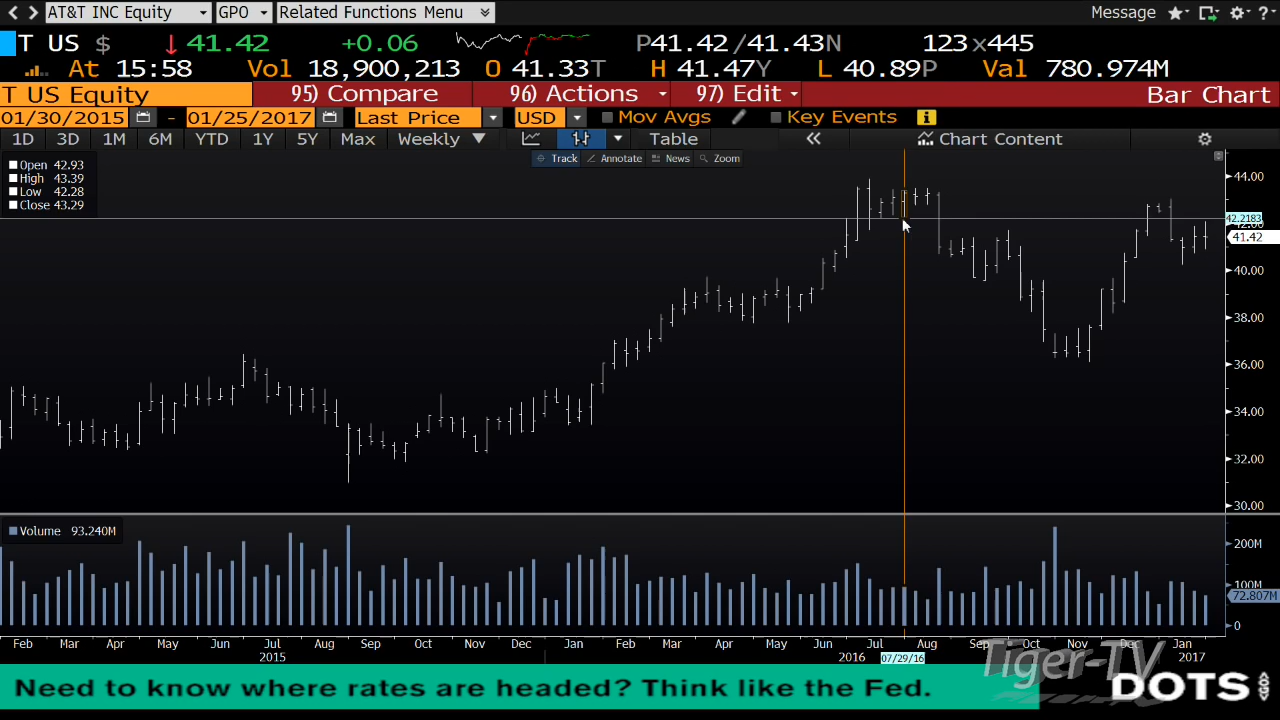 AT&T INC Equity GPO Related Functions Menu Message ?
T US $ 41.42 +0.06 P41.42/41.43N 123x445
At 15:58 Vol 18,900,213 O 41.33T H 41.47Y L 40.89P Val 780.974M
T US Equity 95) Compare 96) Actions 97) Edit Bar Chart
01/30/2015 - 01/25/2017 Last Price USD Mov Avgs Key Events
1D 3D 1M 6M YTD 1Y 5Y Max Weekly Table Chart Content
Track Annotate News Zoom
Open 42.93
High 43.39
Low 42.28
Close 43.29
44.00
42.2183
42.00
41.42
40.00
38.00
36.00
34.00
32.00
30.00
Volume 93.240M
200M
100M
72.807M
0
Feb Mar Apr May Jun Jul Aug Sep Oct Nov Dec Jan Feb Mar Apr May Jun Jul Aug Sep Oct Nov Dec Jan
2015 2016 07/29/16 2017
Tiger-TV
Need to know where rates are headed? Think like the Fed.
DOTS